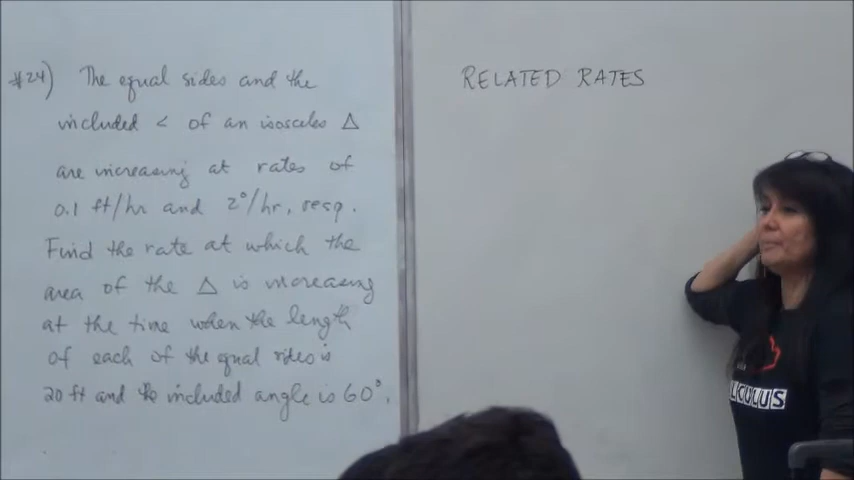 #24) The equal sides and the
included < of an isosceles △
are increasing at rates of
0.1 ft/hr and 2°/hr, resp.
Find the rate at which the
area of the △ is increasing
at the time when the length
of each of the equal sides is
20 ft and the included angle is 60°.
RELATED RATES
LCULUS